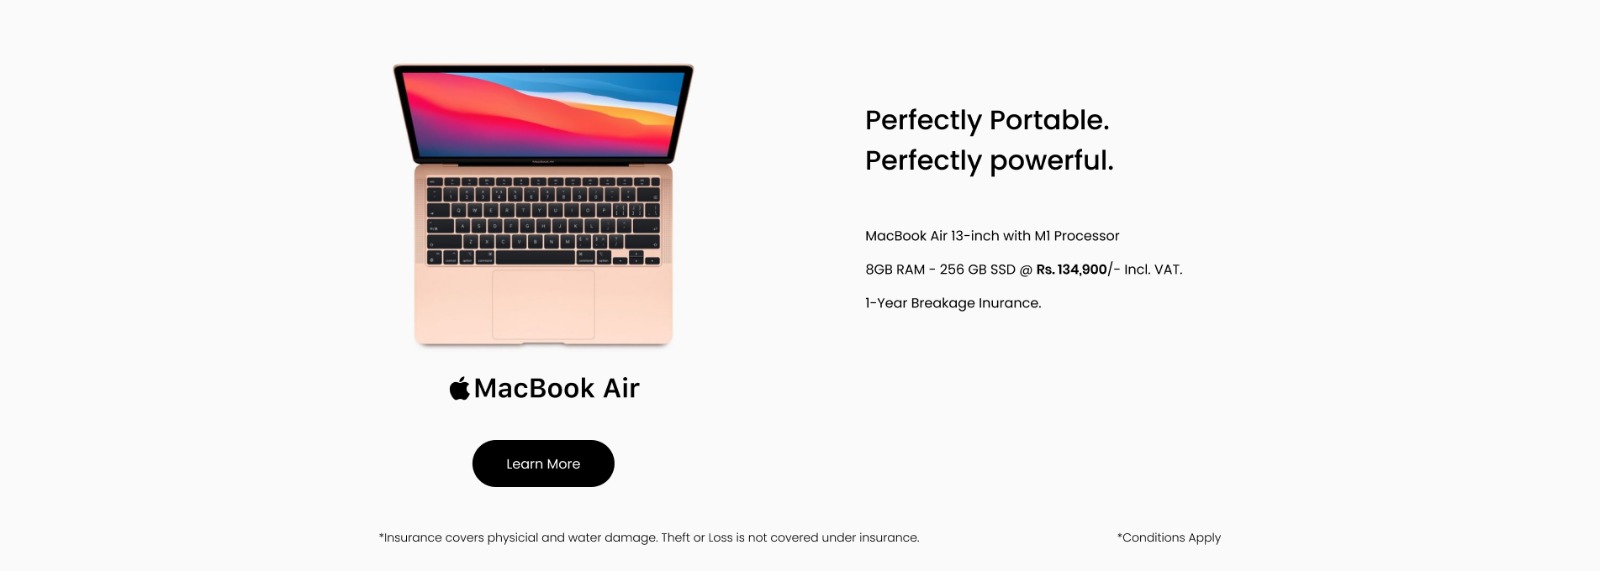 Perfectly Portable.
Perfectly powerful.
MacBook Air 13-inch with M1 Processor
8GB RAM - 256 GB SSD @ Rs. 134,900/- Incl. VAT.
1-Year Breakage Inurance.
MacBook Air
Learn More
*Insurance covers physicial and water damage. Theft or Loss is not covered under insurance.
*Conditions Apply